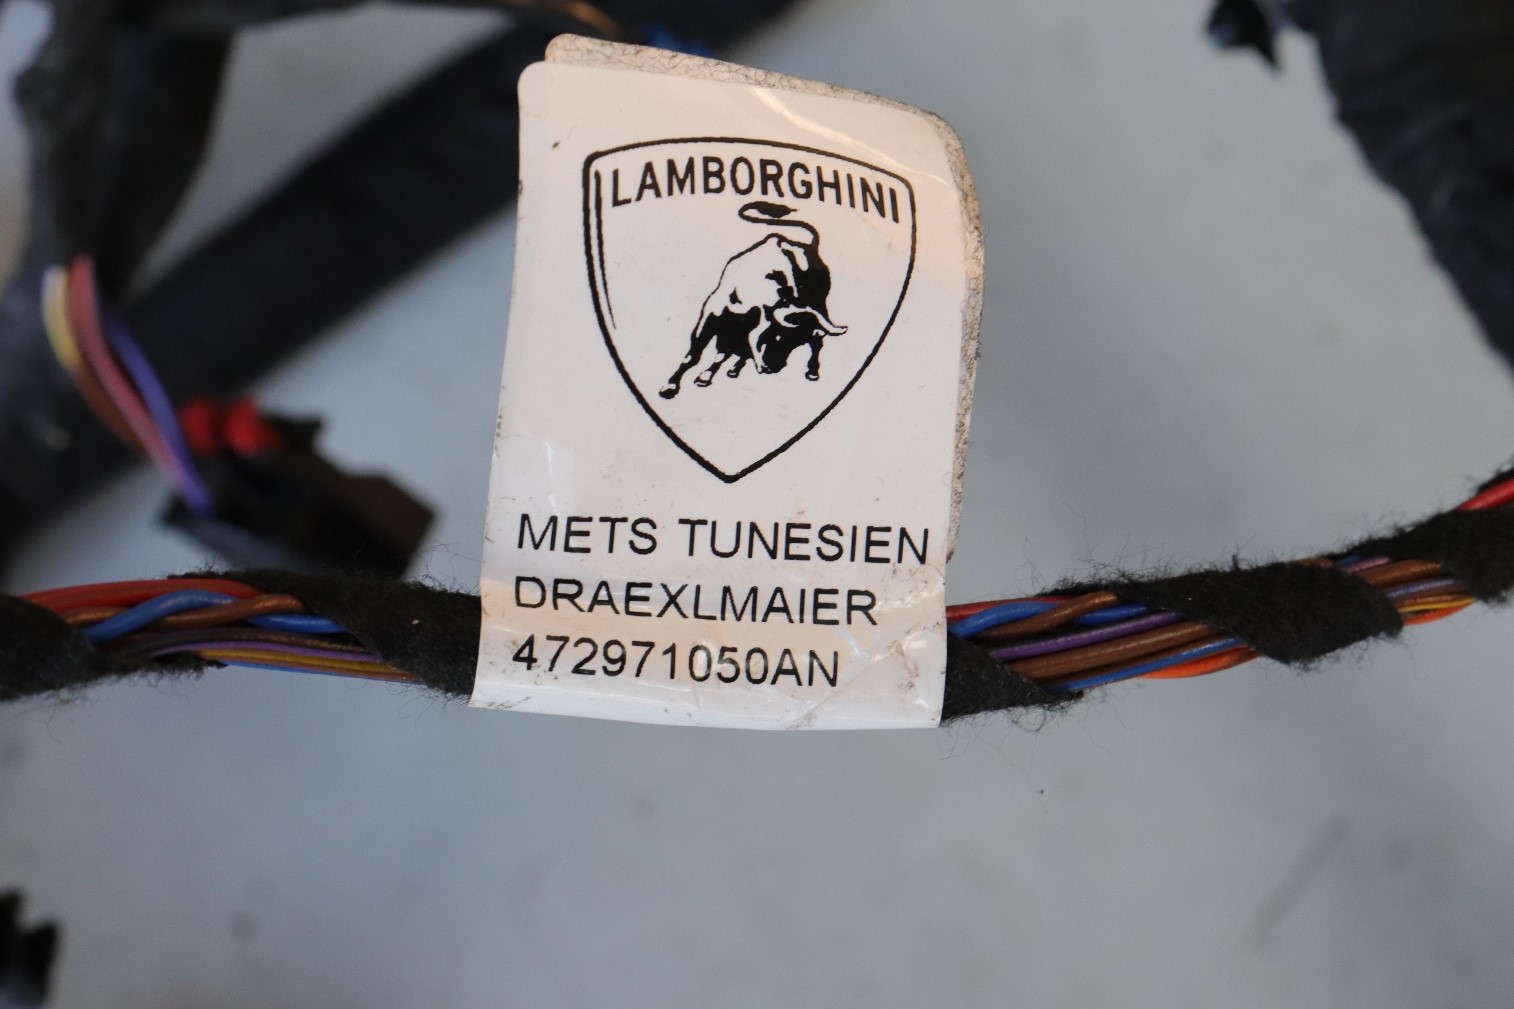 LAMBORGHINI
METS TUNESIEN
DRAEXLMAIER
472971050AN